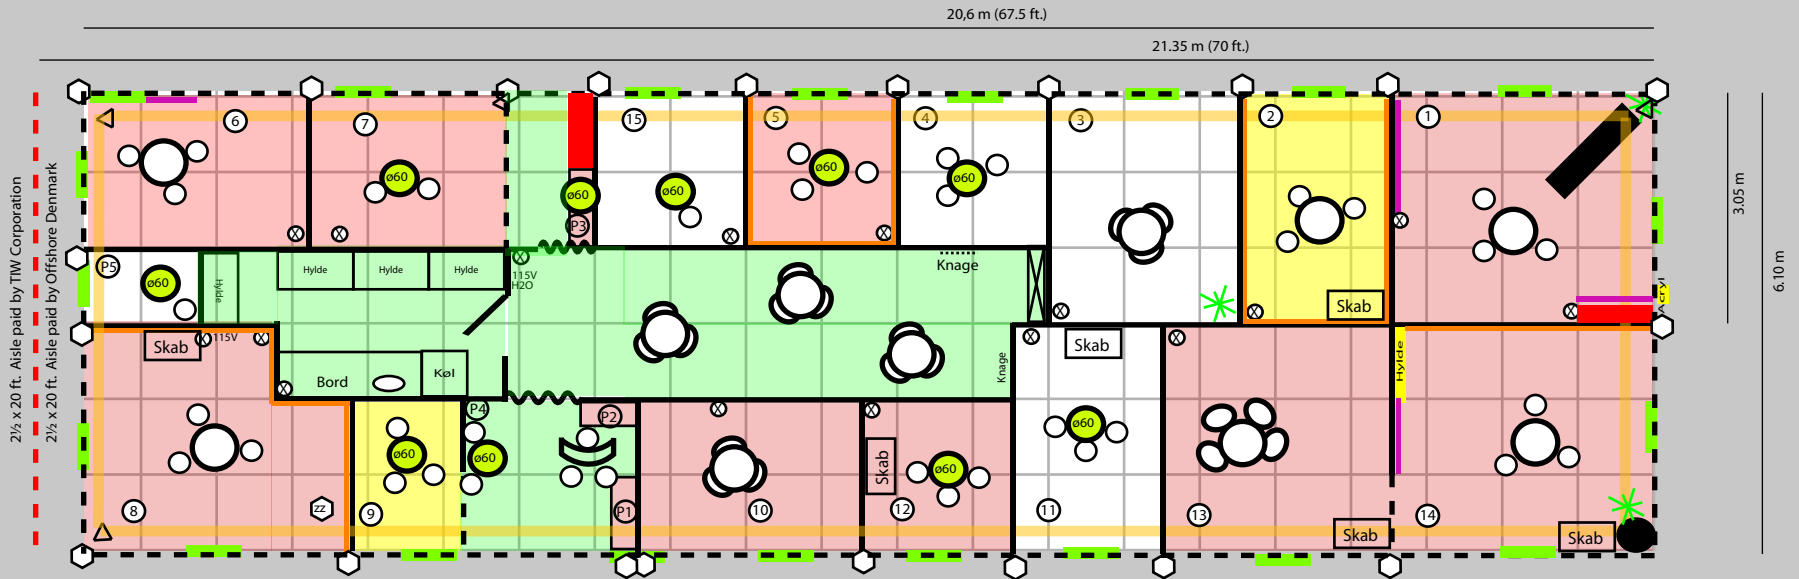 20,6 m (67.5 ft.)
21.35 m (70 ft.)
2½ x 20 ft. Aisle paid by TIW Corporation
2½ x 20 ft. Aisle paid by Offshore Denmark
6
7
15
5
4
3
2
1
ø60
ø60
ø60
ø60
ø60
P3
3.05 m
6.10 m
P5
ø60
Hylde
Hylde
Hylde
Hylde
115V
H2O
Knage
Skab
Acryl
Skab
115V
Bord
Køl
Knage
Skab
Hylde
P4
P2
ø60
ø60
ø60
ø60
Skab
8
zz
9
P1
10
12
11
13
14
Skab
Skab